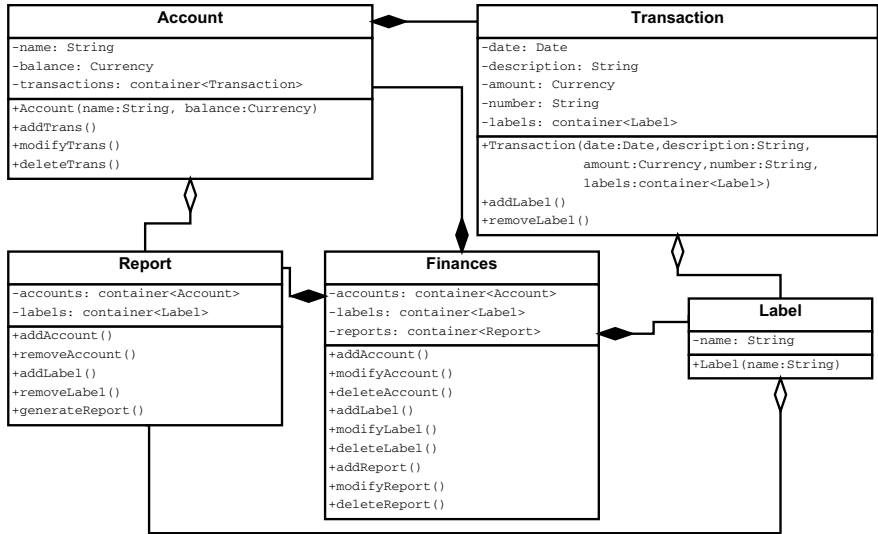 Account
-name: String
-balance: Currency
-transactions: container<Transaction>
+Account(name:String, balance:Currency)
+addTrans()
+modifyTrans()
+deleteTrans()
Transaction
-date: Date
-description: String
-amount: Currency
-number: String
-labels: container<Label>
+Transaction(date:Date,description:String,
amount:Currency,number:String,
labels:container<Label>)
+addLabel()
+removeLabel()
Report
-accounts: container<Account>
-labels: container<Label>
+addAccount()
+removeAccount()
+addLabel()
+removeLabel()
+generateReport()
Finances
-accounts: container<Account>
-labels: container<Label>
-reports: container<Report>
+addAccount()
+modifyAccount()
+deleteAccount()
+addLabel()
+modifyLabel()
+deleteLabel()
+addReport()
+modifyReport()
+deleteReport()
Label
-name: String
+Label(name:String)